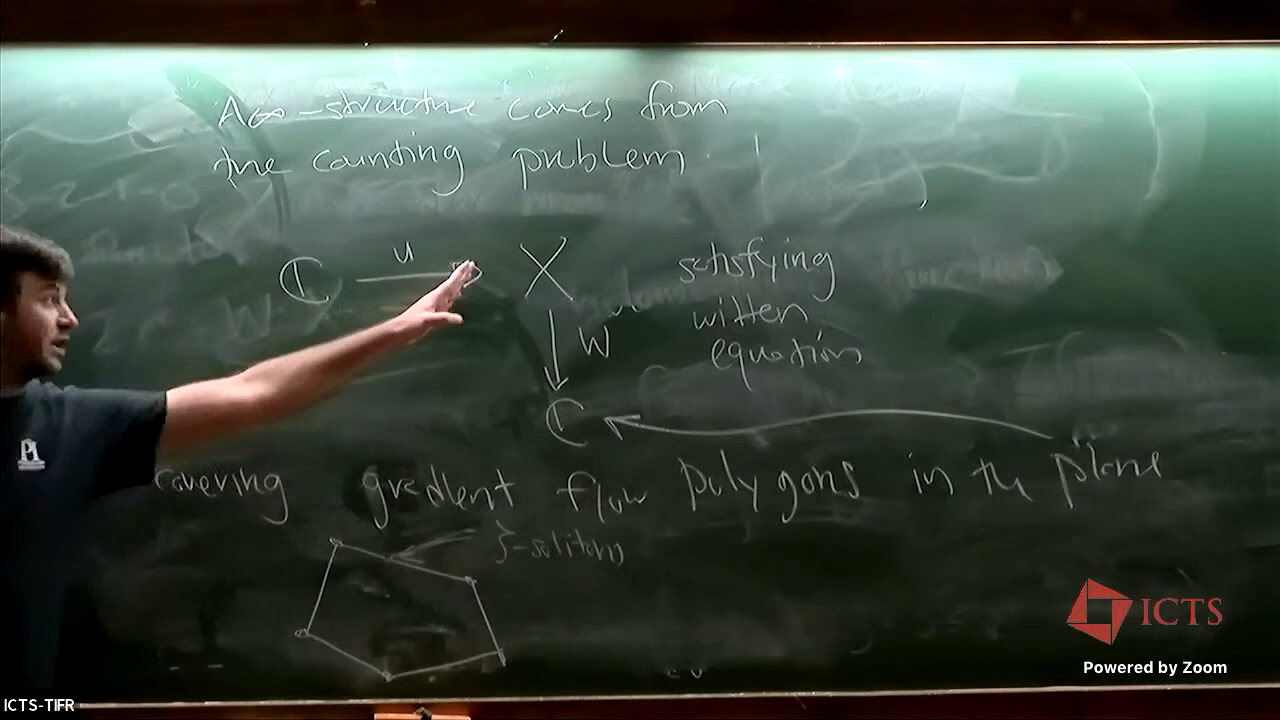 A∞-structure comes from
the counting problem.
ℂ u→ X satisfying
↓ W witten
equation
ℂ
covering gradient flow polygons in the plane
ζ-solitons
PI
ICTS
Powered by Zoom
ICTS-TIFR